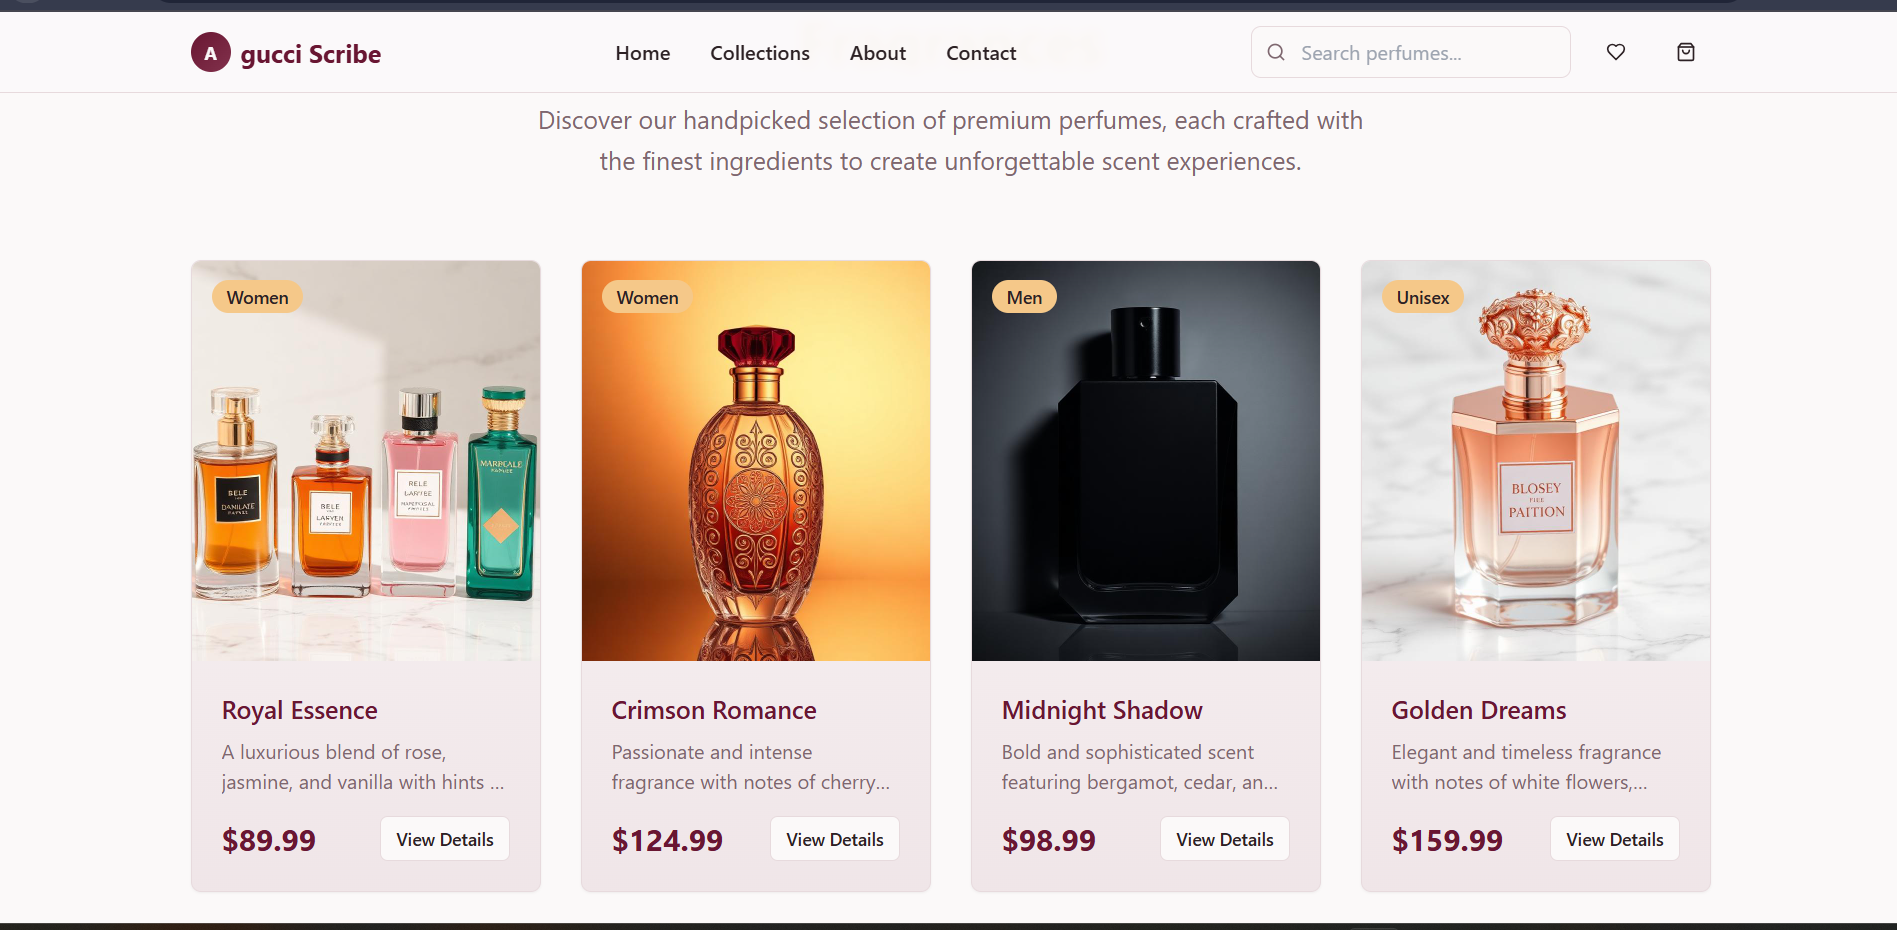 A gucci Scribe
Home Collections About Contact
Search perfumes...
Discover our handpicked selection of premium perfumes, each crafted with
the finest ingredients to create unforgettable scent experiences.
Women
BELE
DAMILATE
BELE
LARVER
RELE
LARTEE
MARPEALE
Royal Essence
A luxurious blend of rose,
jasmine, and vanilla with hints ...
$89.99
View Details
Women
Crimson Romance
Passionate and intense
fragrance with notes of cherry...
$124.99
View Details
Men
Midnight Shadow
Bold and sophisticated scent
featuring bergamot, cedar, an...
$98.99
View Details
Unisex
BLOSEY
FIEE
PAITION
Golden Dreams
Elegant and timeless fragrance
with notes of white flowers,...
$159.99
View Details